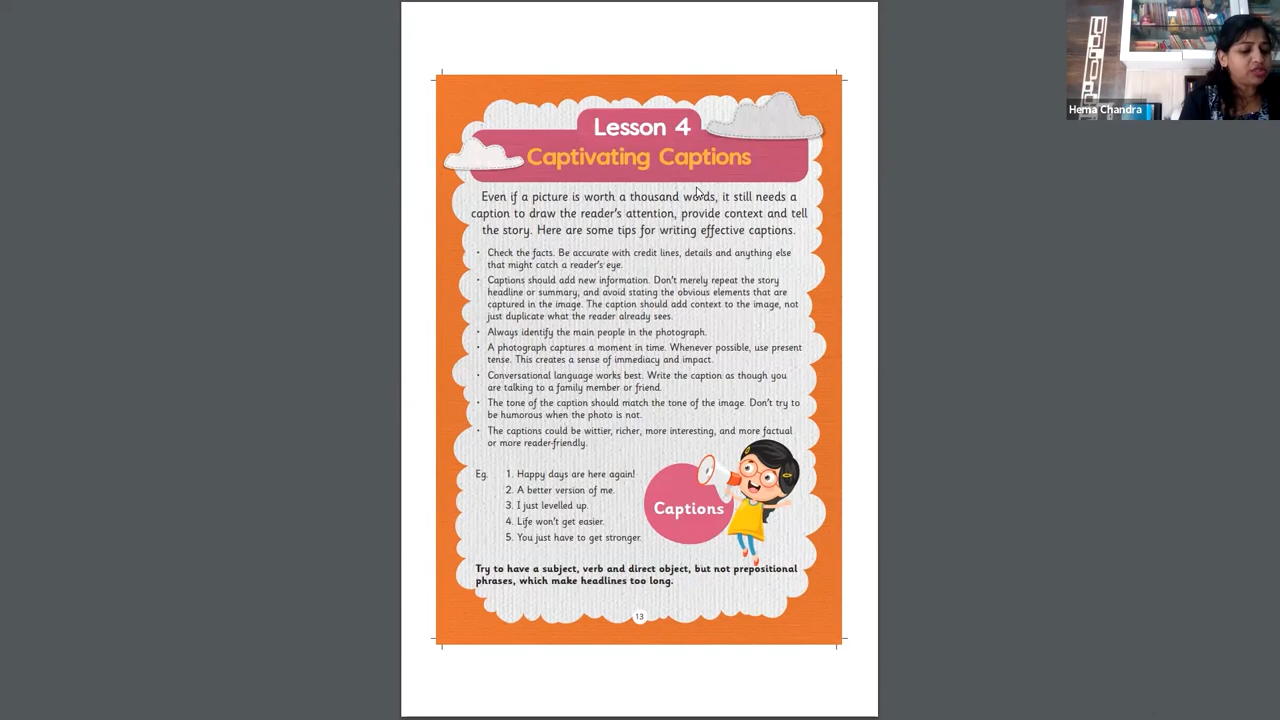 Lesson 4
Captivating Captions
Even if a picture is worth a thousand words, it still needs a
caption to draw the reader's attention, provide context and tell
the story. Here are some tips for writing effective captions.
• Check the facts. Be accurate with credit lines, details and anything else
that might catch a reader's eye.
• Captions should add new information. Don't merely repeat the story
headline or summary, and avoid stating the obvious elements that are
captured in the image. The caption should add context to the image, not
just duplicate what the reader already sees.
• Always identify the main people in the photograph.
• A photograph captures a moment in time. Whenever possible, use present
tense. This creates a sense of immediacy and impact.
• Conversational language works best. Write the caption as though you
are talking to a family member or friend.
• The tone of the caption should match the tone of the image. Don't try to
be humorous when the photo is not.
• The captions could be wittier, richer, more interesting, and more factual
or more reader-friendly.
Eg. 1. Happy days are here again!
2. A better version of me.
3. I just levelled up.
4. Life won't get easier.
5. You just have to get stronger.
Captions
Try to have a subject, verb and direct object, but not prepositional
phrases, which make headlines too long.
13
Hema Chandra